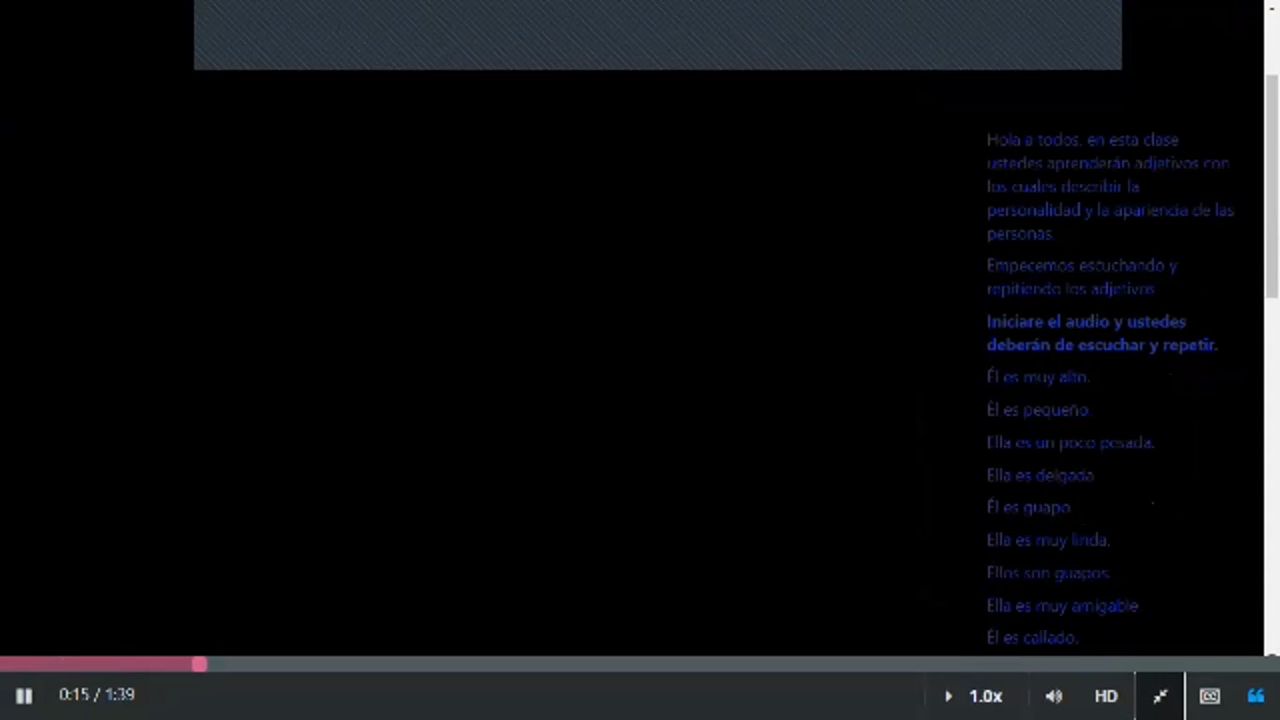 Hola a todos, en esta clase
ustedes aprenderán adjetivos con
los cuales describir la
personalidad y la apariencia de las
personas.
Empecemos escuchando y
repitiendo los adjetivos
Iniciare el audio y ustedes
deberán de escuchar y repetir.
Él es muy alto.
Él es pequeño.
Ella es un poco pesada.
Ella es delgada
Él es guapo
Ella es muy linda.
Ellos son guapos.
Ella es muy amigable
Él es callado.
0:15 / 1:39
1.0x
HD
CC